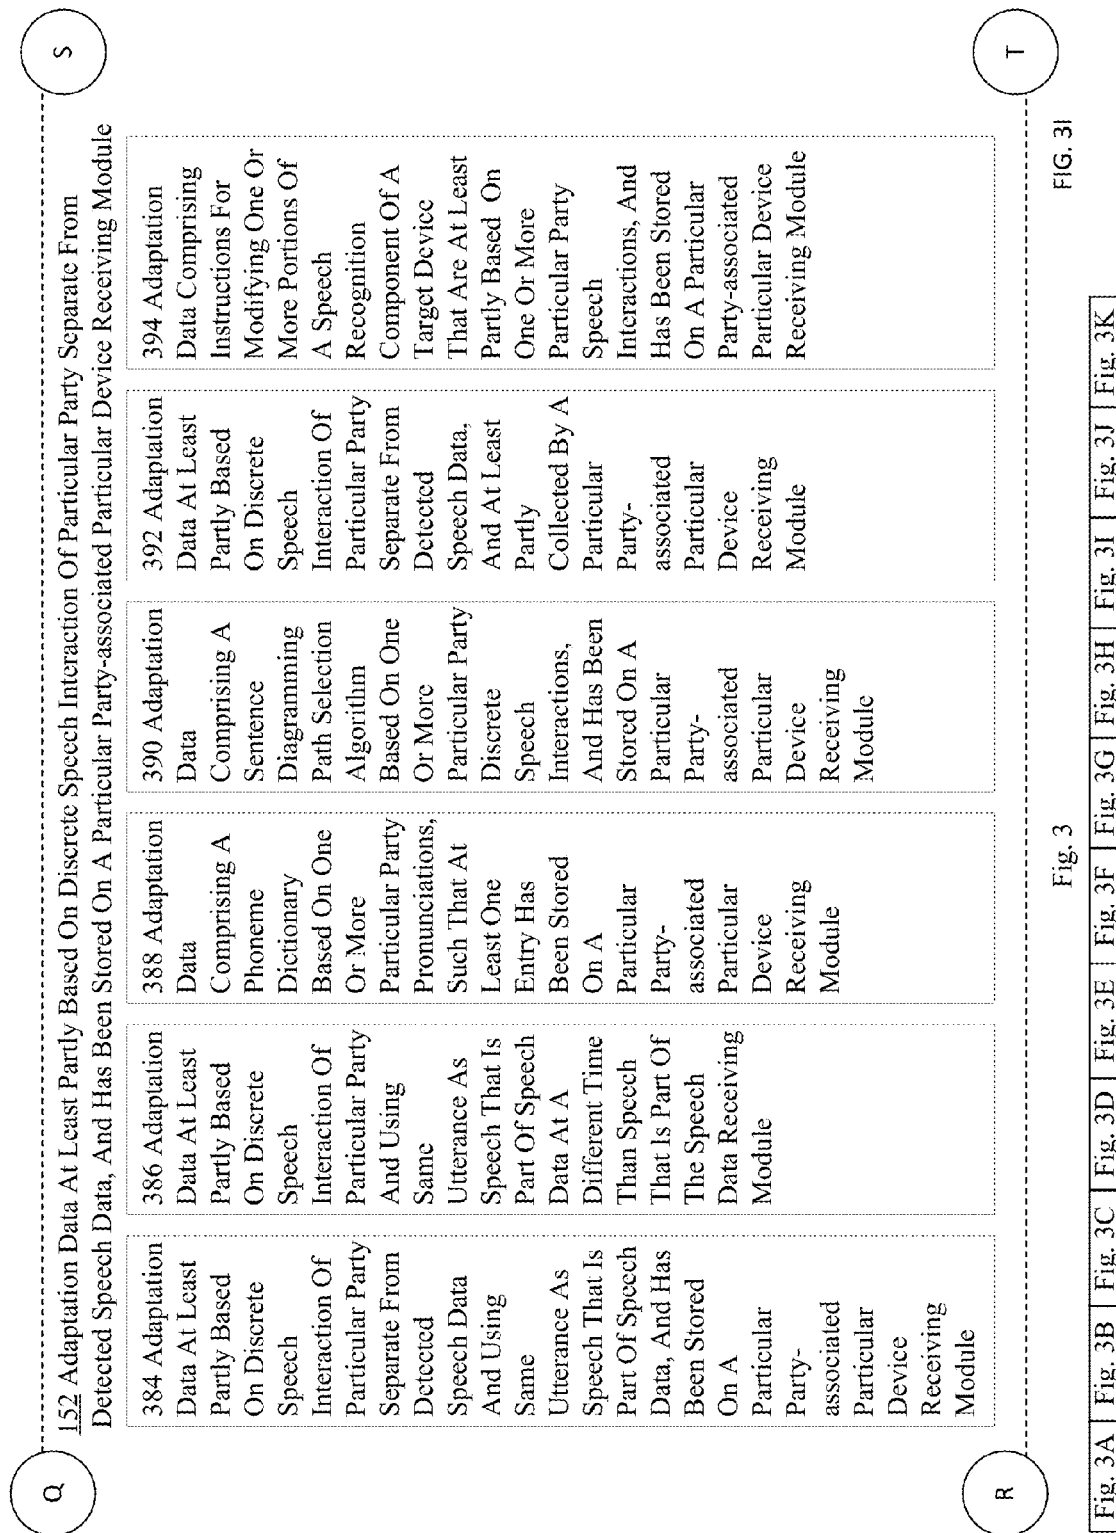 Q
S
152 Adaptation Data At Least Partly Based On Discrete Speech Interaction Of Particular Party Separate From
Detected Speech Data, And Has Been Stored On A Particular Party-associated Particular Device Receiving Module
384 Adaptation
Data At Least
Partly Based
On Discrete
Speech
Interaction Of
Particular Party
Separate From
Detected
Speech Data
And Using
Same
Utterance As
Speech That Is
Part Of Speech
Data, And Has
Been Stored
On A
Particular
Party-
associated
Particular
Device
Receiving
Module
386 Adaptation
Data At Least
Partly Based
On Discrete
Speech
Interaction Of
Particular Party
And Using
Same
Utterance As
Speech That Is
Part Of Speech
Data At A
Different Time
Than Speech
That Is Part Of
The Speech
Data Receiving
Module
388 Adaptation
Data
Comprising A
Phoneme
Dictionary
Based On One
Or More
Particular Party
Pronunciations,
Such That At
Least One
Entry Has
Been Stored
On A
Particular
Party-
associated
Particular
Device
Receiving
Module
390 Adaptation
Data
Comprising A
Sentence
Diagramming
Path Selection
Algorithm
Based On One
Or More
Particular Party
Discrete
Speech
Interactions,
And Has Been
Stored On A
Particular
Party-
associated
Particular
Device
Receiving
Module
392 Adaptation
Data At Least
Partly Based
On Discrete
Speech
Interaction Of
Particular Party
Separate From
Detected
Speech Data,
And At Least
Partly
Collected By A
Particular
Party-
associated
Particular
Device
Receiving
Module
394 Adaptation
Data Comprising
Instructions For
Modifying One Or
More Portions Of
A Speech
Recognition
Component Of A
Target Device
That Are At Least
Partly Based On
One Or More
Particular Party
Speech
Interactions, And
Has Been Stored
On A Particular
Party-associated
Particular Device
Receiving Module
R
T
Fig. 3
FIG. 3I
Fig. 3A Fig. 3B Fig. 3C Fig. 3D Fig. 3E Fig. 3F Fig. 3G Fig. 3H Fig. 3I Fig. 3J Fig. 3K